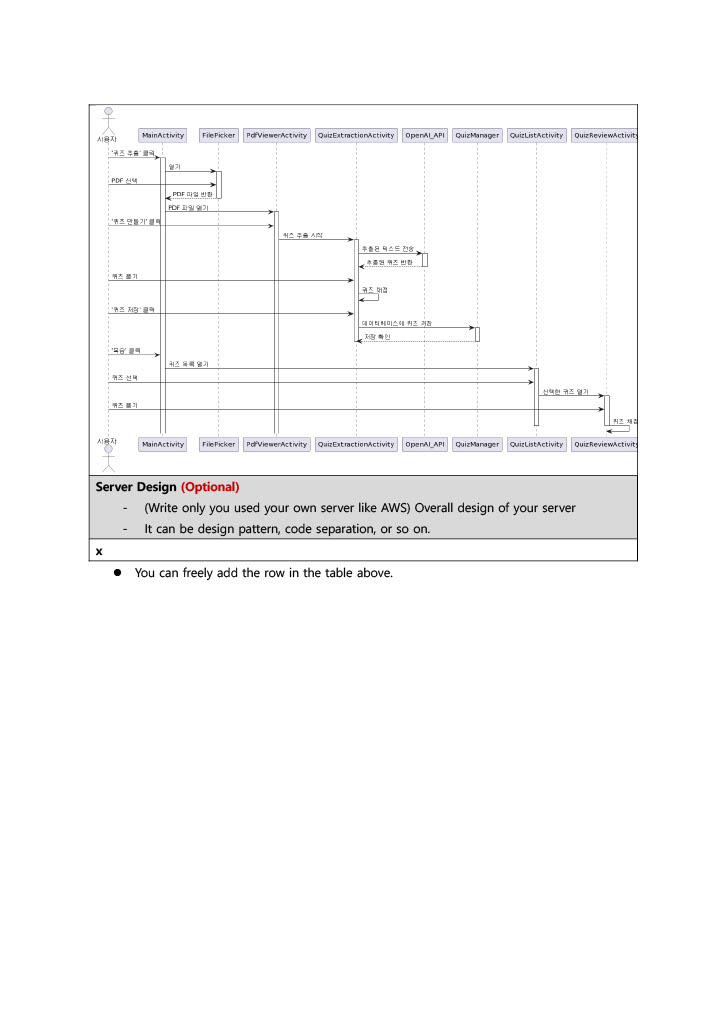 사용자
MainActivity FilePicker PdfViewerActivity QuizExtractionActivity OpenAI_API QuizManager QuizListActivity QuizReviewActivity
'퀴즈 추출' 클릭
열기
PDF 선택
PDF 파일 반환
PDF 파일 열기
'퀴즈 만들기' 클릭
퀴즈 추출 시작
추출된 텍스트 전송
추출된 퀴즈 반환
퀴즈 풀기
퀴즈 채점
'퀴즈 저장' 클릭
데이터베이스에 퀴즈 저장
저장 확인
'복습' 클릭
퀴즈 목록 열기
퀴즈 선택
선택한 퀴즈 열기
퀴즈 풀기
퀴즈 채점
사용자
MainActivity FilePicker PdfViewerActivity QuizExtractionActivity OpenAI_API QuizManager QuizListActivity QuizReviewActivity
Server Design (Optional)
- (Write only you used your own server like AWS) Overall design of your server
- It can be design pattern, code separation, or so on.
x
● You can freely add the row in the table above.